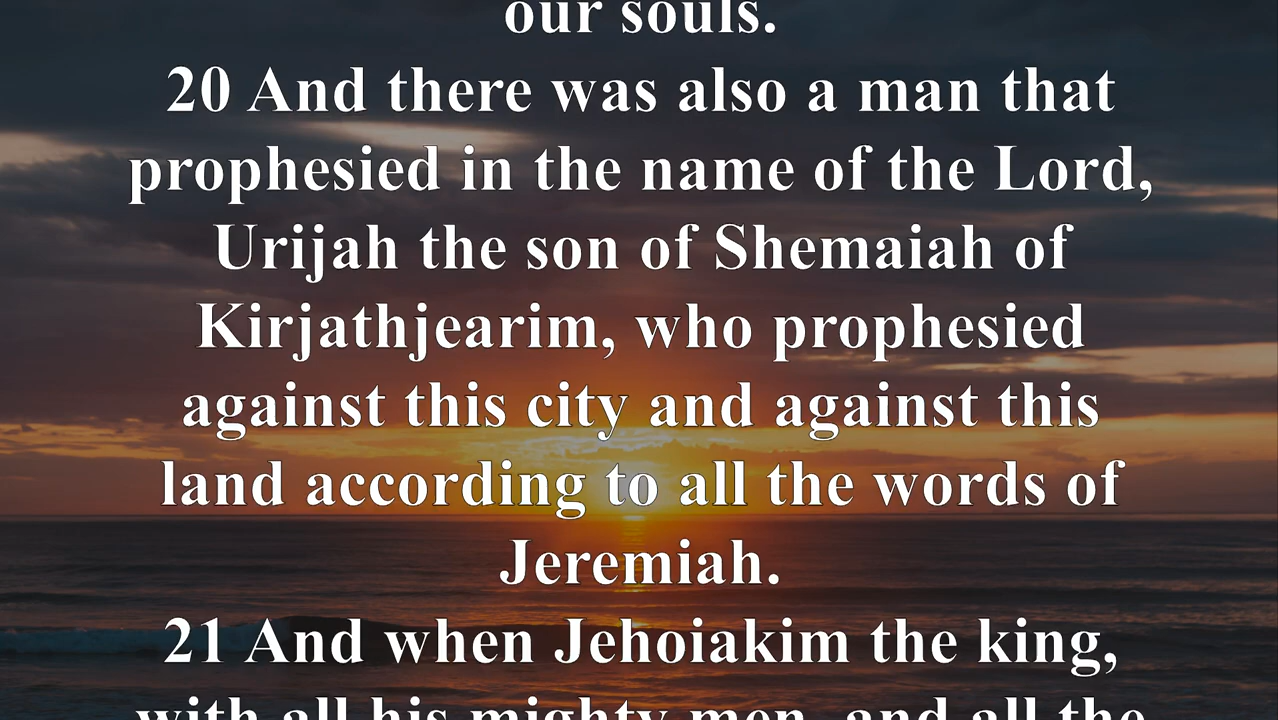 our souls.
20 And there was also a man that
prophesied in the name of the Lord,
Urijah the son of Shemaiah of
Kirjathjearim, who prophesied
against this city and against this
land according to all the words of
Jeremiah.
21 And when Jehoiakim the king,
with all his mighty men, and all the